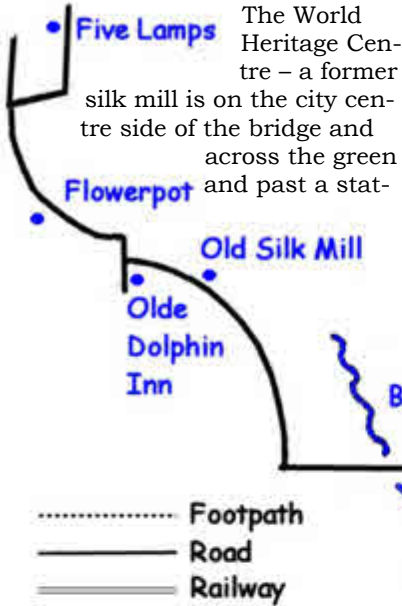 Five Lamps
The World
Heritage Cen-
tre – a former
silk mill is on the city cen-
tre side of the bridge and
across the green
and past a stat-
Flowerpot
Old Silk Mill
Olde
Dolphin
Inn
B
Footpath
Road
Railway